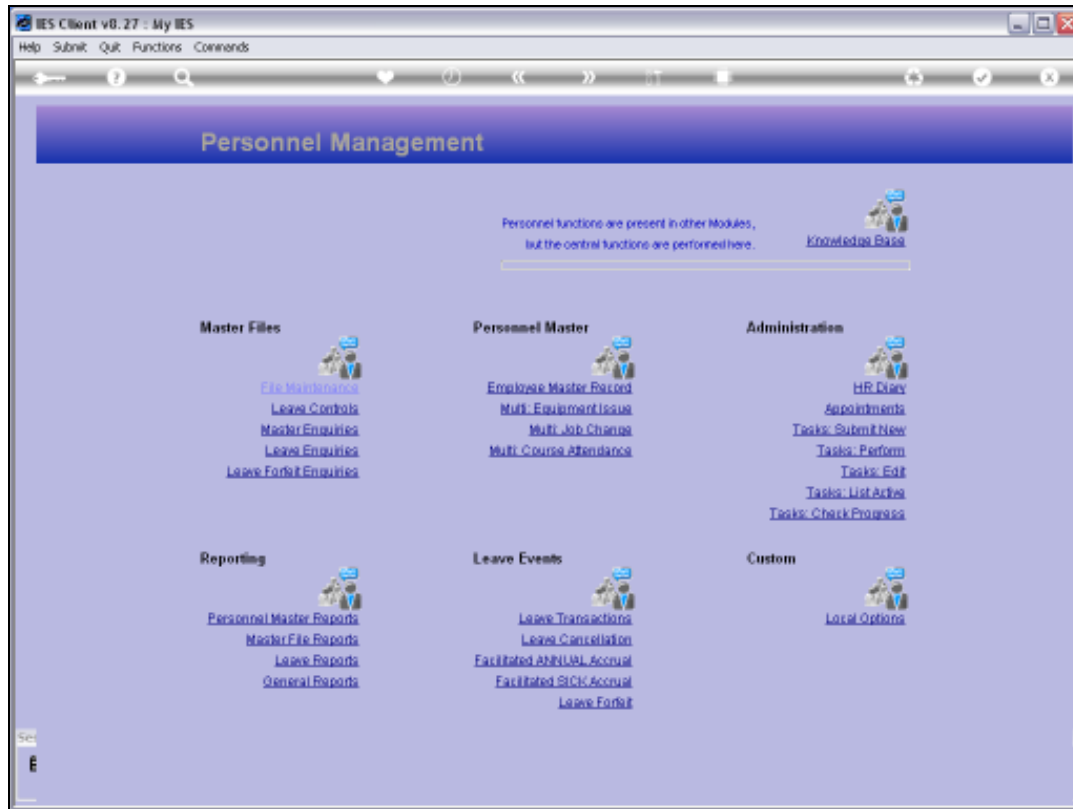 IES Client v8.27 : My IES
Help Submit Quit Functions Commands
Personnel Management
Personnel functions are present in other Modules,
but the central functions are performed here.
Knowledge Base
Master Files
File Maintenance
Leave Controls
Master Enquiries
Leave Enquiries
Leave Forfeit Enquiries
Personnel Master
Employee Master Record
Multi: Equipment Issue
Multi: Job Change
Multi: Course Attendance
Administration
HR Diary
Appointments
Tasks: Submit New
Tasks: Perform
Tasks: Edit
Tasks: List Active
Tasks: Check Progress
Reporting
Personnel Master Reports
Master File Reports
Leave Reports
General Reports
Leave Events
Leave Transactions
Leave Cancellation
Facilitated ANNUAL Accrual
Facilitated SICK Accrual
Leave Forfeit
Custom
Local Options